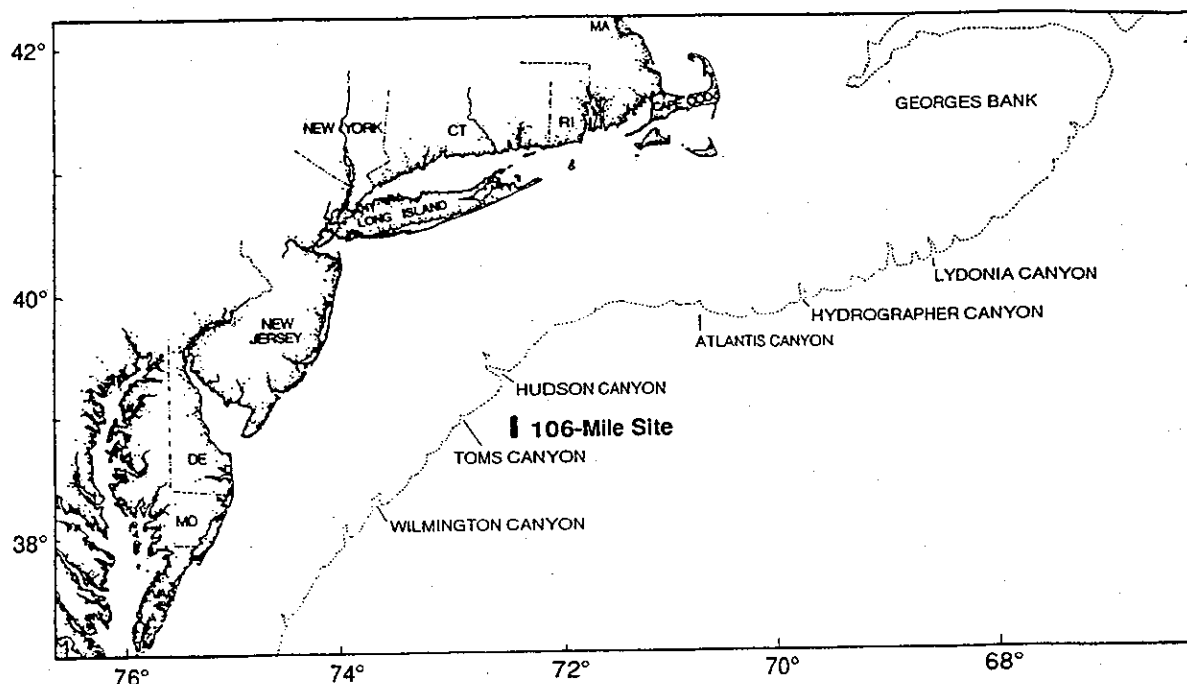 42°
MA
CAPE COD
GEORGES BANK
NEW YORK
CT
RI
LONG ISLAND
LYDONIA CANYON
40°
HYDROGRAPHER CANYON
NEW
JERSEY
ATLANTIS CANYON
HUDSON CANYON
106-Mile Site
TOMS CANYON
DE
MD
WILMINGTON CANYON
38°
76°
74°
72°
70°
68°